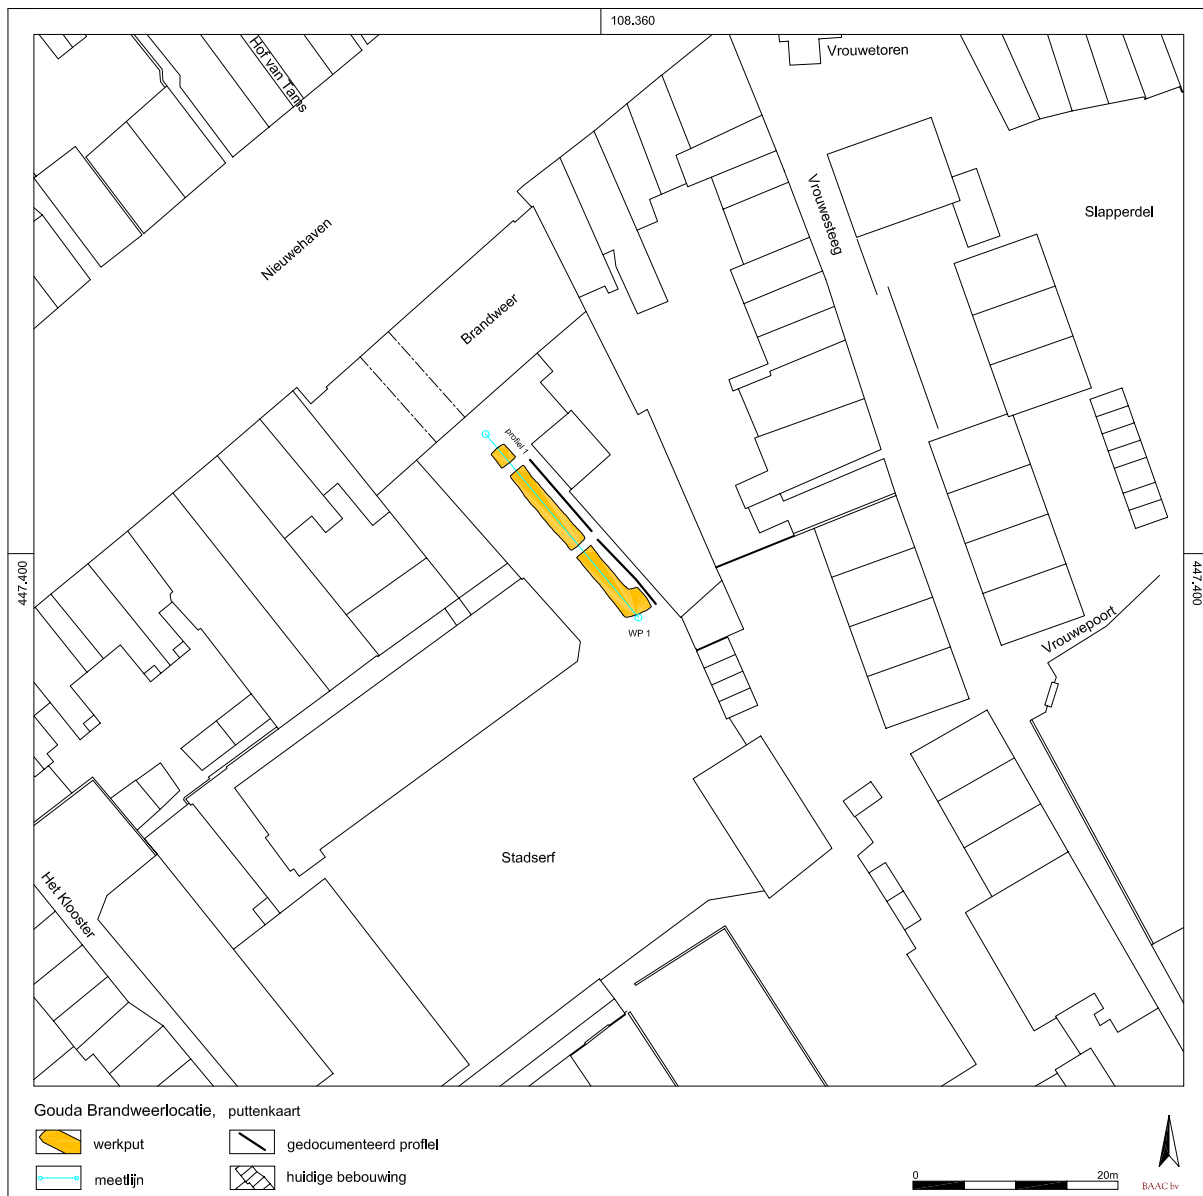 108.360
Hof van Tams
Vrouwetoren
Vrouwesteeg
Slapperdel
Nieuwehaven
Brandweer
profiel 1
447.400
447.400
WP 1
Vrouwepoort
Stadserf
Het Klooster
Gouda Brandweerlocatie, puttenkaart
werkput
gedocumenteerd profiel
meetlijn
huidige bebouwing
0 20m
BAAC bv